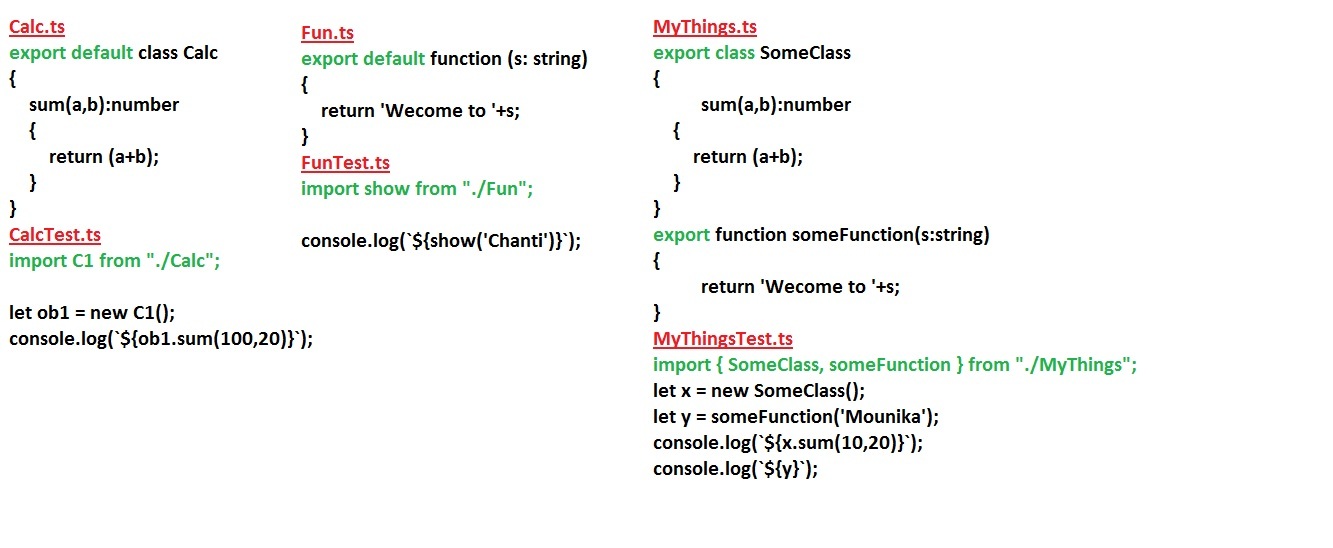 Calc.ts
export default class Calc
{
sum(a,b):number
{
return (a+b);
}
}
CalcTest.ts
import C1 from "./Calc";
let ob1 = new C1();
console.log(`${ob1.sum(100,20)}`);
Fun.ts
export default function (s: string)
{
return 'Wecome to '+s;
}
FunTest.ts
import show from "./Fun";
console.log(`${show('Chanti')}`);
MyThings.ts
export class SomeClass
{
sum(a,b):number
{
return (a+b);
}
}
export function someFunction(s:string)
{
return 'Wecome to '+s;
}
MyThingsTest.ts
import { SomeClass, someFunction } from "./MyThings";
let x = new SomeClass();
let y = someFunction('Mounika');
console.log(`${x.sum(10,20)}`);
console.log(`${y}`);